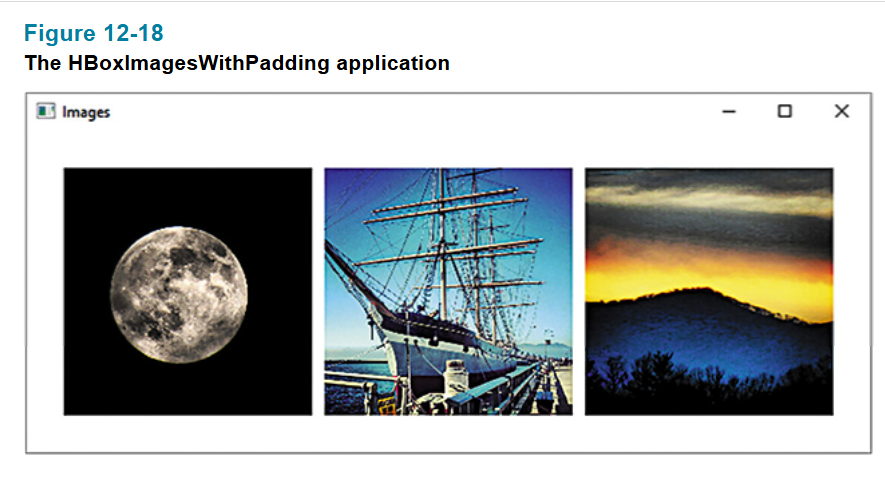 Figure 12-18
The HBoxImagesWithPadding application
Images